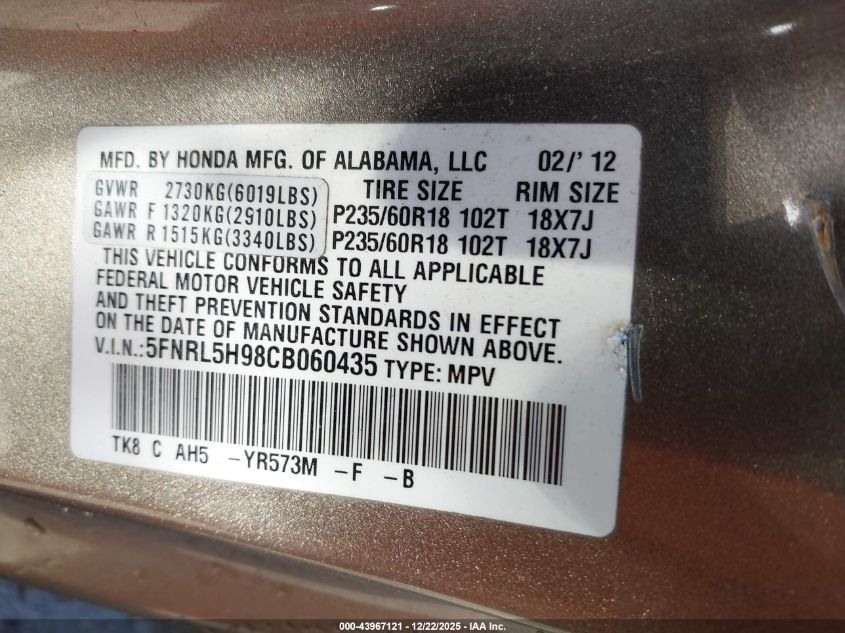 MFD. BY HONDA MFG. OF ALABAMA, LLC 02/' 12
GVWR 2730KG(6019LBS) TIRE SIZE RIM SIZE
GAWR F 1320KG(2910LBS) P235/60R18 102T 18X7J
GAWR R 1515KG(3340LBS) P235/60R18 102T 18X7J
THIS VEHICLE CONFORMS TO ALL APPLICABLE
FEDERAL MOTOR VEHICLE SAFETY
AND THEFT PREVENTION STANDARDS IN EFFECT
ON THE DATE OF MANUFACTURE SHOWN ABOVE.
V.I.N.:5FNRL5H98CB060435 TYPE: MPV
TK8 C AH5 -YR573M -F -B
000-43967121 - 12/22/2025 - IAA Inc.